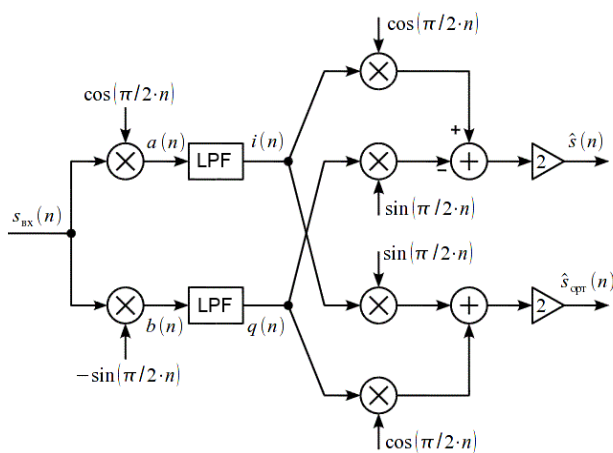 cos(π/2·n)
cos(π/2·n)
a(n)
LPF
i(n)
+
−
2
ŝ(n)
s_вх(n)
sin(π/2·n)
sin(π/2·n)
b(n)
LPF
q(n)
2
ŝ_орт(n)
−sin(π/2·n)
cos(π/2·n)